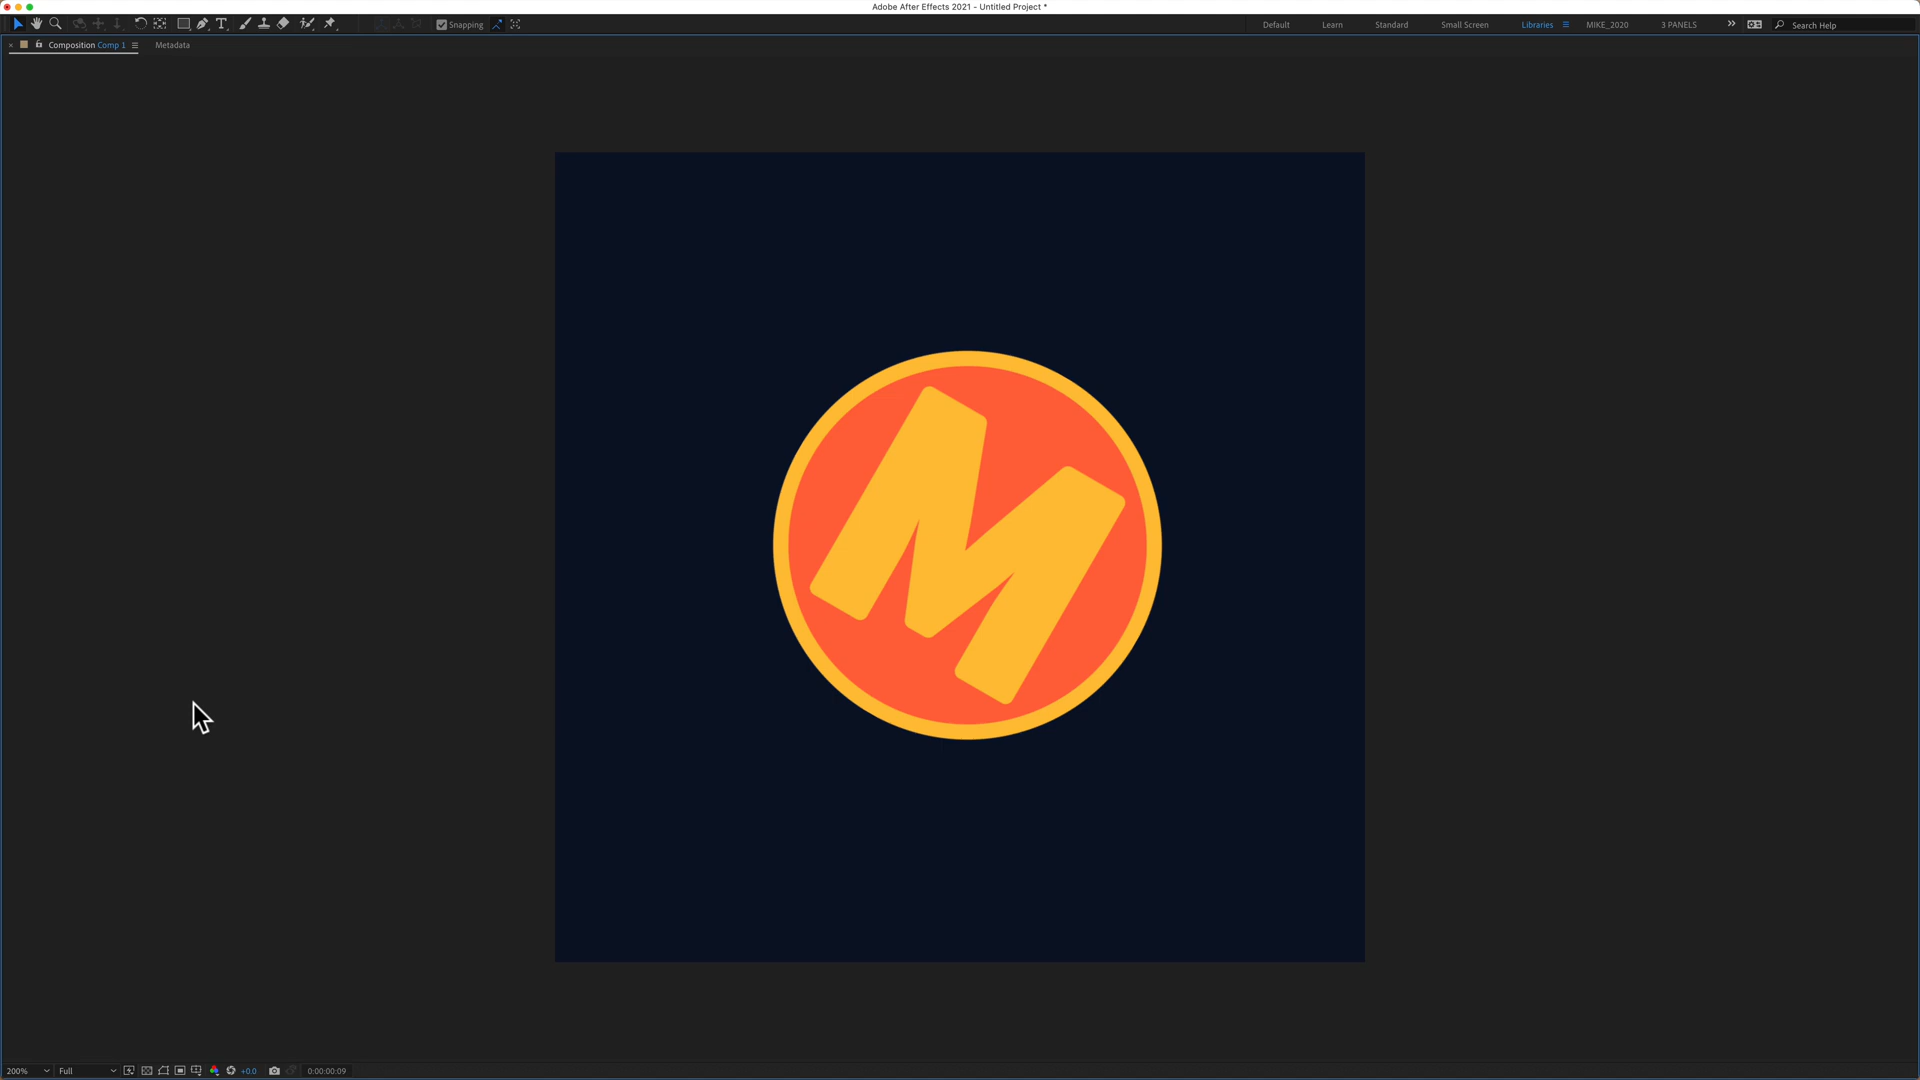 Adobe After Effects 2021 - Untitled Project *
Snapping
Default
Learn
Standard
Small Screen
Libraries
MIKE_2020
3 PANELS
Search Help
Composition Comp 1
Metadata
M
200%
Full
+0.0
0:00:00:09